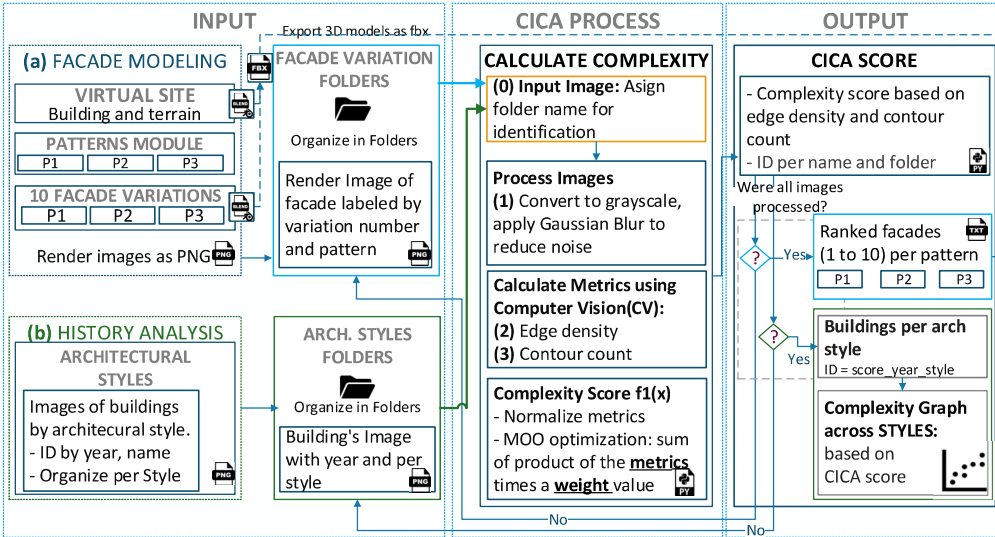 INPUT
CICA PROCESS
OUTPUT
Export 3D models as fbx
(a) FACADE MODELING
FBX
VIRTUAL SITE
Building and terrain
BLEND
PATTERNS MODULE
P1 P2 P3
10 FACADE VARIATIONS
P1 P2 P3
BLEND
Render images as PNG
PNG
FACADE VARIATION
FOLDERS
Organize in Folders
Render Image of
facade labeled by
variation number
and pattern
PNG
(b) HISTORY ANALYSIS
ARCHITECTURAL
STYLES
Images of buildings
by architecural style.
- ID by year, name
- Organize per Style
PNG
ARCH. STYLES
FOLDERS
Organize in Folders
Building's Image
with year and per
style
PNG
CALCULATE COMPLEXITY
(0) Input Image: Asign
folder name for
identification
Process Images
(1) Convert to grayscale,
apply Gaussian Blur to
reduce noise
Calculate Metrics using
Computer Vision(CV):
(2) Edge density
(3) Contour count
Complexity Score f1(x)
- Normalize metrics
- MOO optimization: sum
of product of the metrics
times a weight value
PY
CICA SCORE
- Complexity score based on
edge density and contour
count
- ID per name and folder
PY
Were all images
processed?
?
Yes
Ranked facades
(1 to 10) per pattern
TXT
P1 P2 P3
?
Yes
Buildings per arch
style
ID = score_year_style
Complexity Graph
across STYLES:
based on
CICA score
No
No